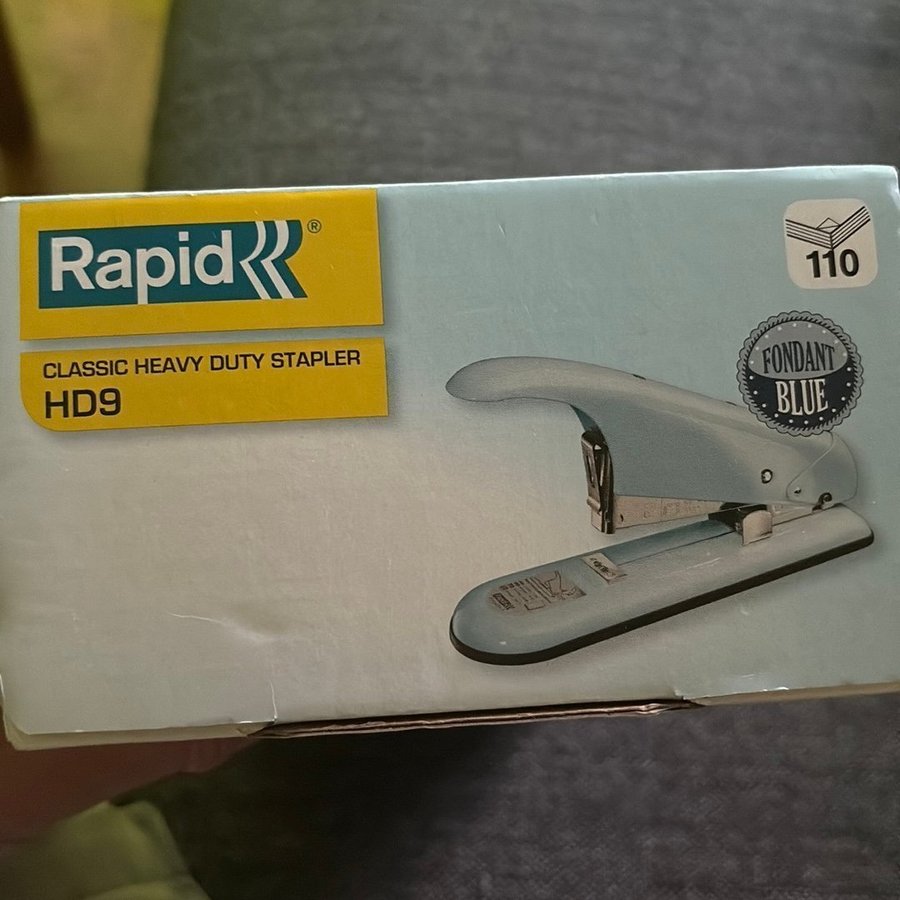 Rapid®
CLASSIC HEAVY DUTY STAPLER
HD9
110
FONDANT
BLUE